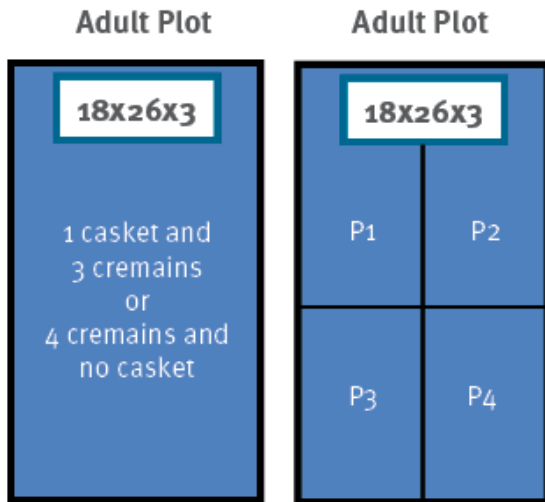 Adult Plot
18x26x3
1 casket and
3 cremains
or
4 cremains and
no casket
Adult Plot
18x26x3
P1
P2
P3
P4